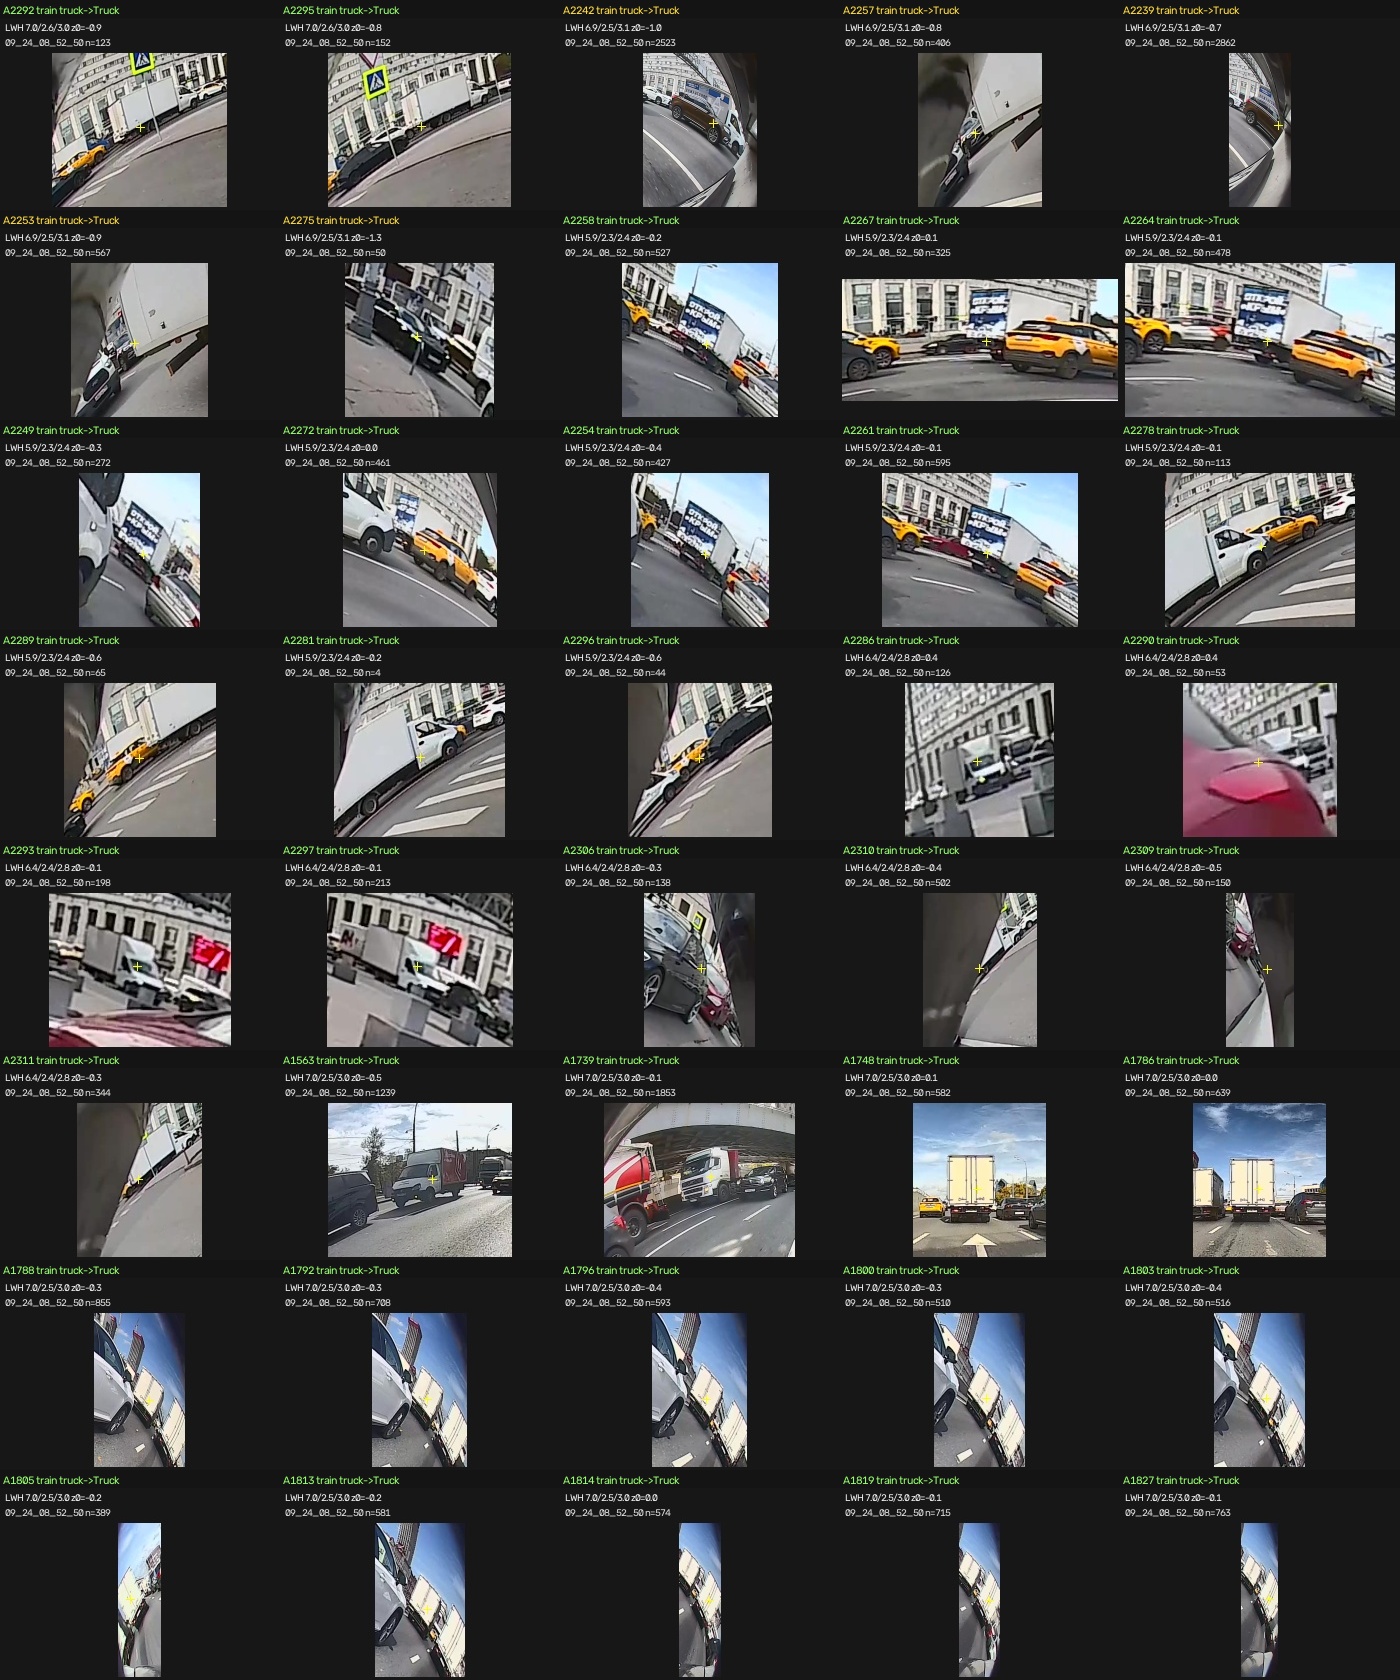 A2292 train truck->Truck
LWH 7.0/2.6/3.0 z0=-0.9
09_24_08_52_50 n=123
A2295 train truck->Truck
LWH 7.0/2.6/3.0 z0=-0.8
09_24_08_52_50 n=152
A2242 train truck->Truck
LWH 6.9/2.5/3.1 z0=-1.0
09_24_08_52_50 n=2523
A2257 train truck->Truck
LWH 6.9/2.5/3.1 z0=-0.8
09_24_08_52_50 n=406
A2239 train truck->Truck
LWH 6.9/2.5/3.1 z0=-0.7
09_24_08_52_50 n=2862
A2253 train truck->Truck
LWH 6.9/2.5/3.1 z0=-0.9
09_24_08_52_50 n=567
A2275 train truck->Truck
LWH 6.9/2.5/3.1 z0=-1.3
09_24_08_52_50 n=50
A2258 train truck->Truck
LWH 5.9/2.3/2.4 z0=-0.2
09_24_08_52_50 n=527
ОТКРОЙ
«КРЫМ»
A2267 train truck->Truck
LWH 5.9/2.3/2.4 z0=0.1
09_24_08_52_50 n=325
ОТКРОЙ
«КРЫМ»
A2264 train truck->Truck
LWH 5.9/2.3/2.4 z0=-0.1
09_24_08_52_50 n=478
ОТКРОЙ
«КРЫМ»
A2249 train truck->Truck
LWH 5.9/2.3/2.4 z0=-0.3
09_24_08_52_50 n=272
ОТКРОЙ
«КРЫМ»
A2272 train truck->Truck
LWH 5.9/2.3/2.4 z0=0.0
09_24_08_52_50 n=461
A2254 train truck->Truck
LWH 5.9/2.3/2.4 z0=-0.4
09_24_08_52_50 n=427
ОТКРОЙ
«КРЫМ»
A2261 train truck->Truck
LWH 5.9/2.3/2.4 z0=-0.1
09_24_08_52_50 n=595
ОТКРОЙ
«КРЫМ»
A2278 train truck->Truck
LWH 5.9/2.3/2.4 z0=-0.1
09_24_08_52_50 n=113
A2289 train truck->Truck
LWH 5.9/2.3/2.4 z0=-0.6
09_24_08_52_50 n=65
A2281 train truck->Truck
LWH 5.9/2.3/2.4 z0=-0.2
09_24_08_52_50 n=4
A2296 train truck->Truck
LWH 5.9/2.3/2.4 z0=-0.6
09_24_08_52_50 n=44
A2286 train truck->Truck
LWH 6.4/2.4/2.8 z0=0.4
09_24_08_52_50 n=126
A2290 train truck->Truck
LWH 6.4/2.4/2.8 z0=0.4
09_24_08_52_50 n=53
A2293 train truck->Truck
LWH 6.4/2.4/2.8 z0=-0.1
09_24_08_52_50 n=198
A2297 train truck->Truck
LWH 6.4/2.4/2.8 z0=-0.1
09_24_08_52_50 n=213
A2306 train truck->Truck
LWH 6.4/2.4/2.8 z0=-0.3
09_24_08_52_50 n=138
A2310 train truck->Truck
LWH 6.4/2.4/2.8 z0=-0.4
09_24_08_52_50 n=502
A2309 train truck->Truck
LWH 6.4/2.4/2.8 z0=-0.5
09_24_08_52_50 n=150
A2311 train truck->Truck
LWH 6.4/2.4/2.8 z0=-0.3
09_24_08_52_50 n=344
A1563 train truck->Truck
LWH 7.0/2.5/3.0 z0=-0.5
09_24_08_52_50 n=1239
A1739 train truck->Truck
LWH 7.0/2.5/3.0 z0=-0.1
09_24_08_52_50 n=1853
A1748 train truck->Truck
LWH 7.0/2.5/3.0 z0=0.1
09_24_08_52_50 n=582
A1786 train truck->Truck
LWH 7.0/2.5/3.0 z0=0.0
09_24_08_52_50 n=639
A1788 train truck->Truck
LWH 7.0/2.5/3.0 z0=-0.3
09_24_08_52_50 n=855
A1792 train truck->Truck
LWH 7.0/2.5/3.0 z0=-0.3
09_24_08_52_50 n=708
A1796 train truck->Truck
LWH 7.0/2.5/3.0 z0=-0.4
09_24_08_52_50 n=593
A1800 train truck->Truck
LWH 7.0/2.5/3.0 z0=-0.3
09_24_08_52_50 n=510
A1803 train truck->Truck
LWH 7.0/2.5/3.0 z0=-0.4
09_24_08_52_50 n=516
A1805 train truck->Truck
LWH 7.0/2.5/3.0 z0=-0.2
09_24_08_52_50 n=389
A1813 train truck->Truck
LWH 7.0/2.5/3.0 z0=-0.2
09_24_08_52_50 n=581
A1814 train truck->Truck
LWH 7.0/2.5/3.0 z0=0.0
09_24_08_52_50 n=574
A1819 train truck->Truck
LWH 7.0/2.5/3.0 z0=-0.1
09_24_08_52_50 n=715
A1827 train truck->Truck
LWH 7.0/2.5/3.0 z0=-0.1
09_24_08_52_50 n=763